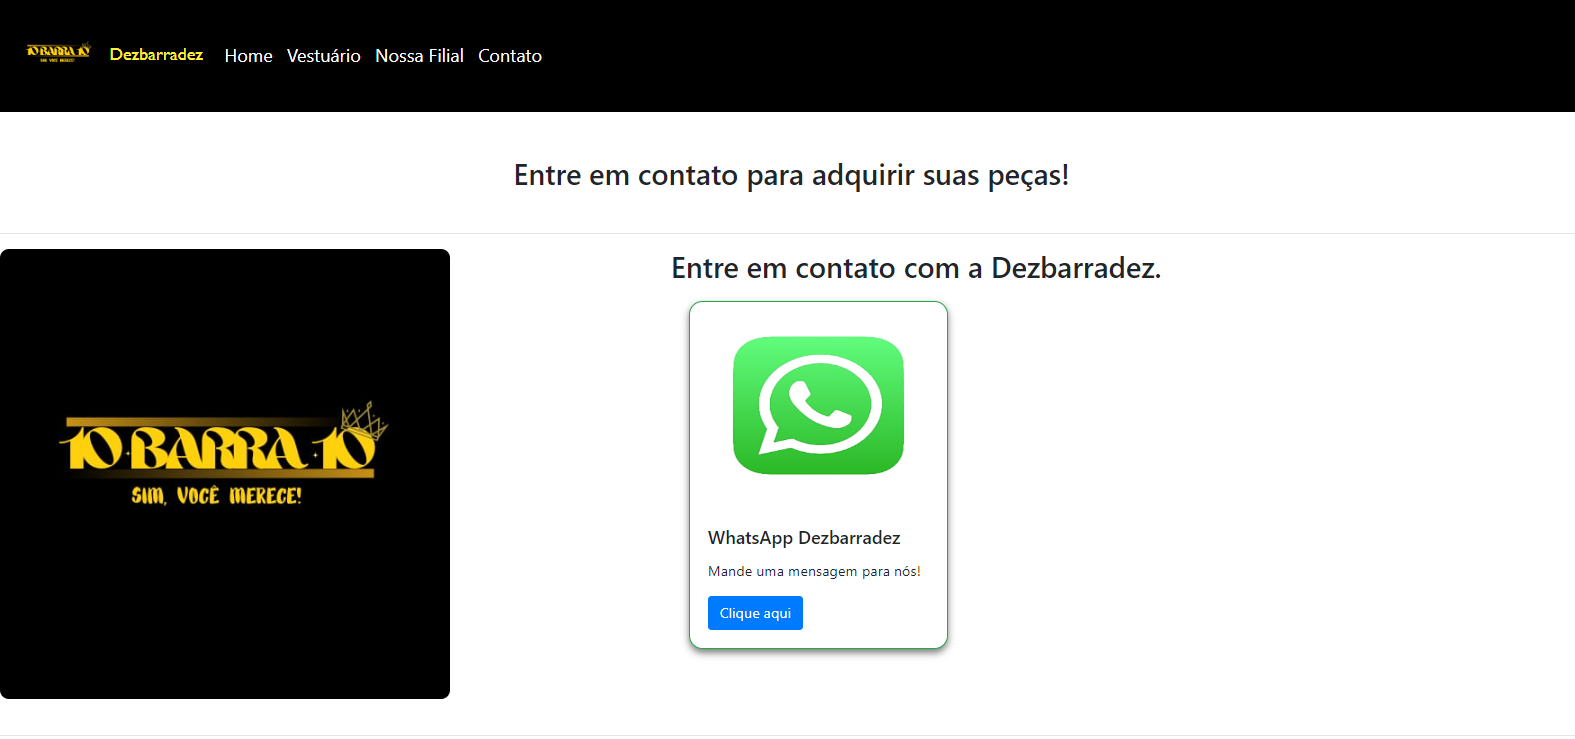 10 BARRA 10
SIM, VOCÊ MERECE!
Dezbarradez
Home
Vestuário
Nossa Filial
Contato
Entre em contato para adquirir suas peças!
10 BARRA 10
SIM, VOCÊ MERECE!
Entre em contato com a Dezbarradez.
WhatsApp Dezbarradez
Mande uma mensagem para nós!
Clique aqui